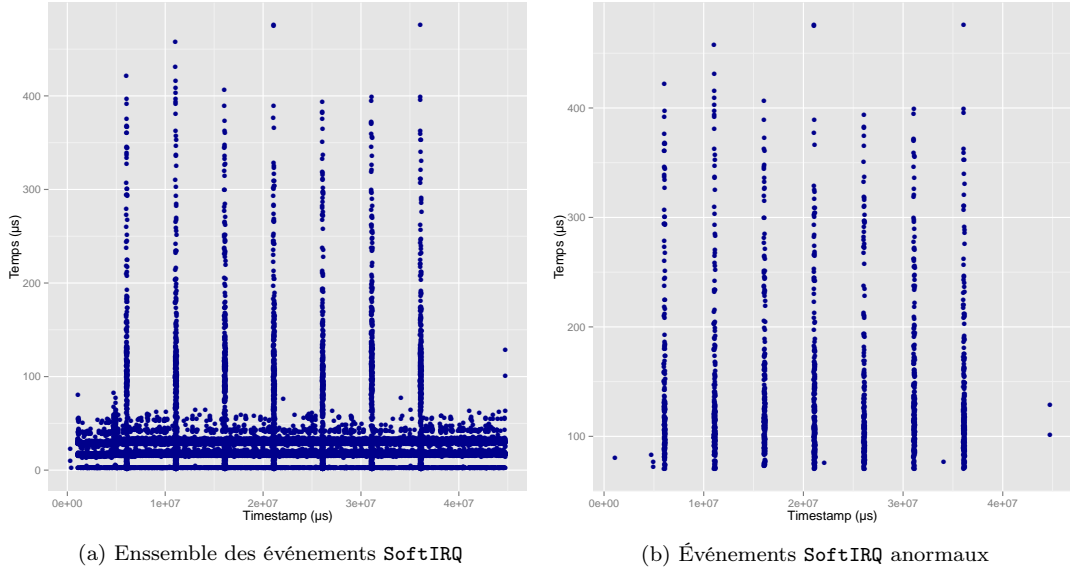 400
300
200
100
0
Temps (µs)
0e+00 1e+07 2e+07 3e+07 4e+07
Timestamp (µs)
(a) Enssemble des événements SoftIRQ
400
300
200
100
Temps (µs)
0e+00 1e+07 2e+07 3e+07 4e+07
Timestamp (µs)
(b) Événements SoftIRQ anormaux